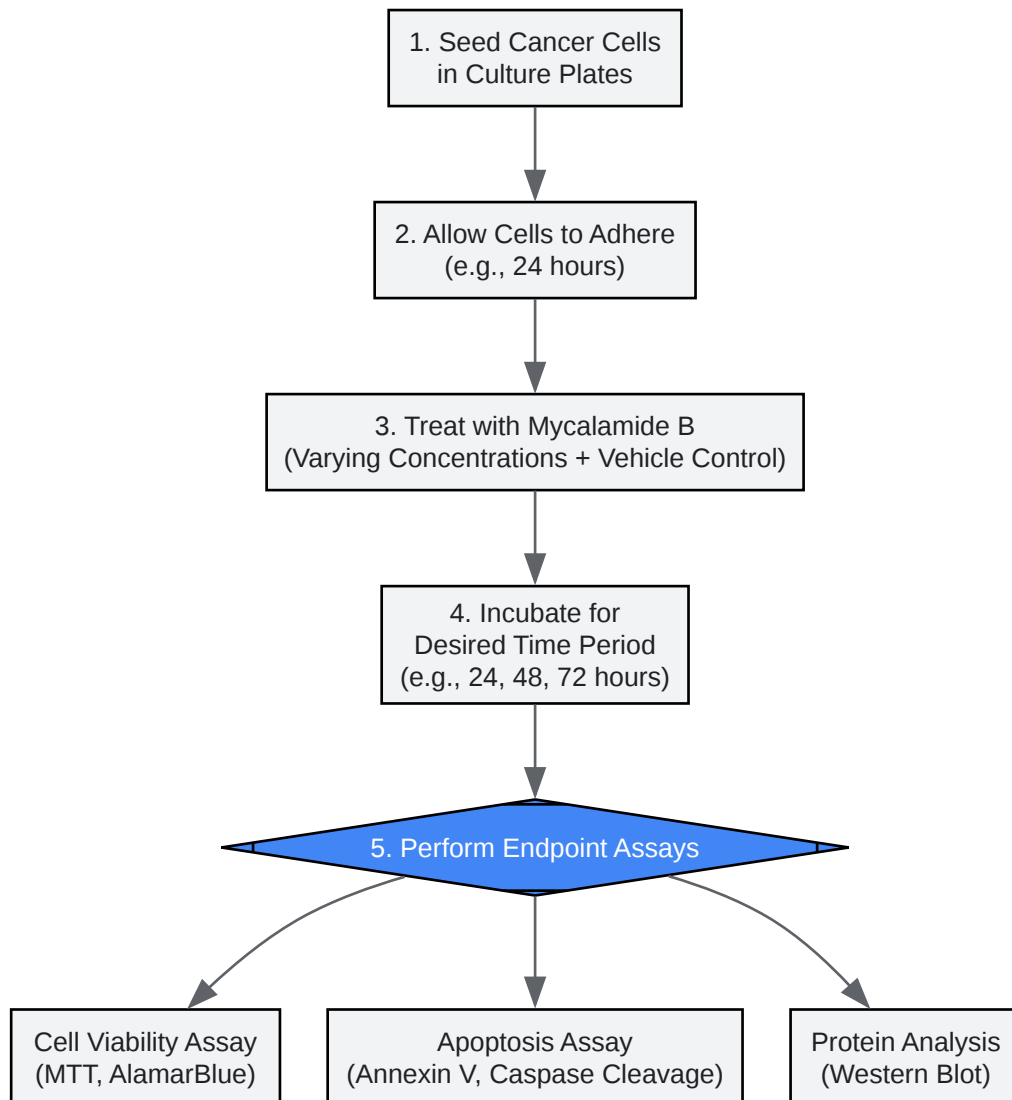 1. Seed Cancer Cells
in Culture Plates
2. Allow Cells to Adhere
(e.g., 24 hours)
3. Treat with Mycalamide B
(Varying Concentrations + Vehicle Control)
4. Incubate for
Desired Time Period
(e.g., 24, 48, 72 hours)
5. Perform Endpoint Assays
Cell Viability Assay
(MTT, AlamarBlue)
Apoptosis Assay
(Annexin V, Caspase Cleavage)
Protein Analysis
(Western Blot)